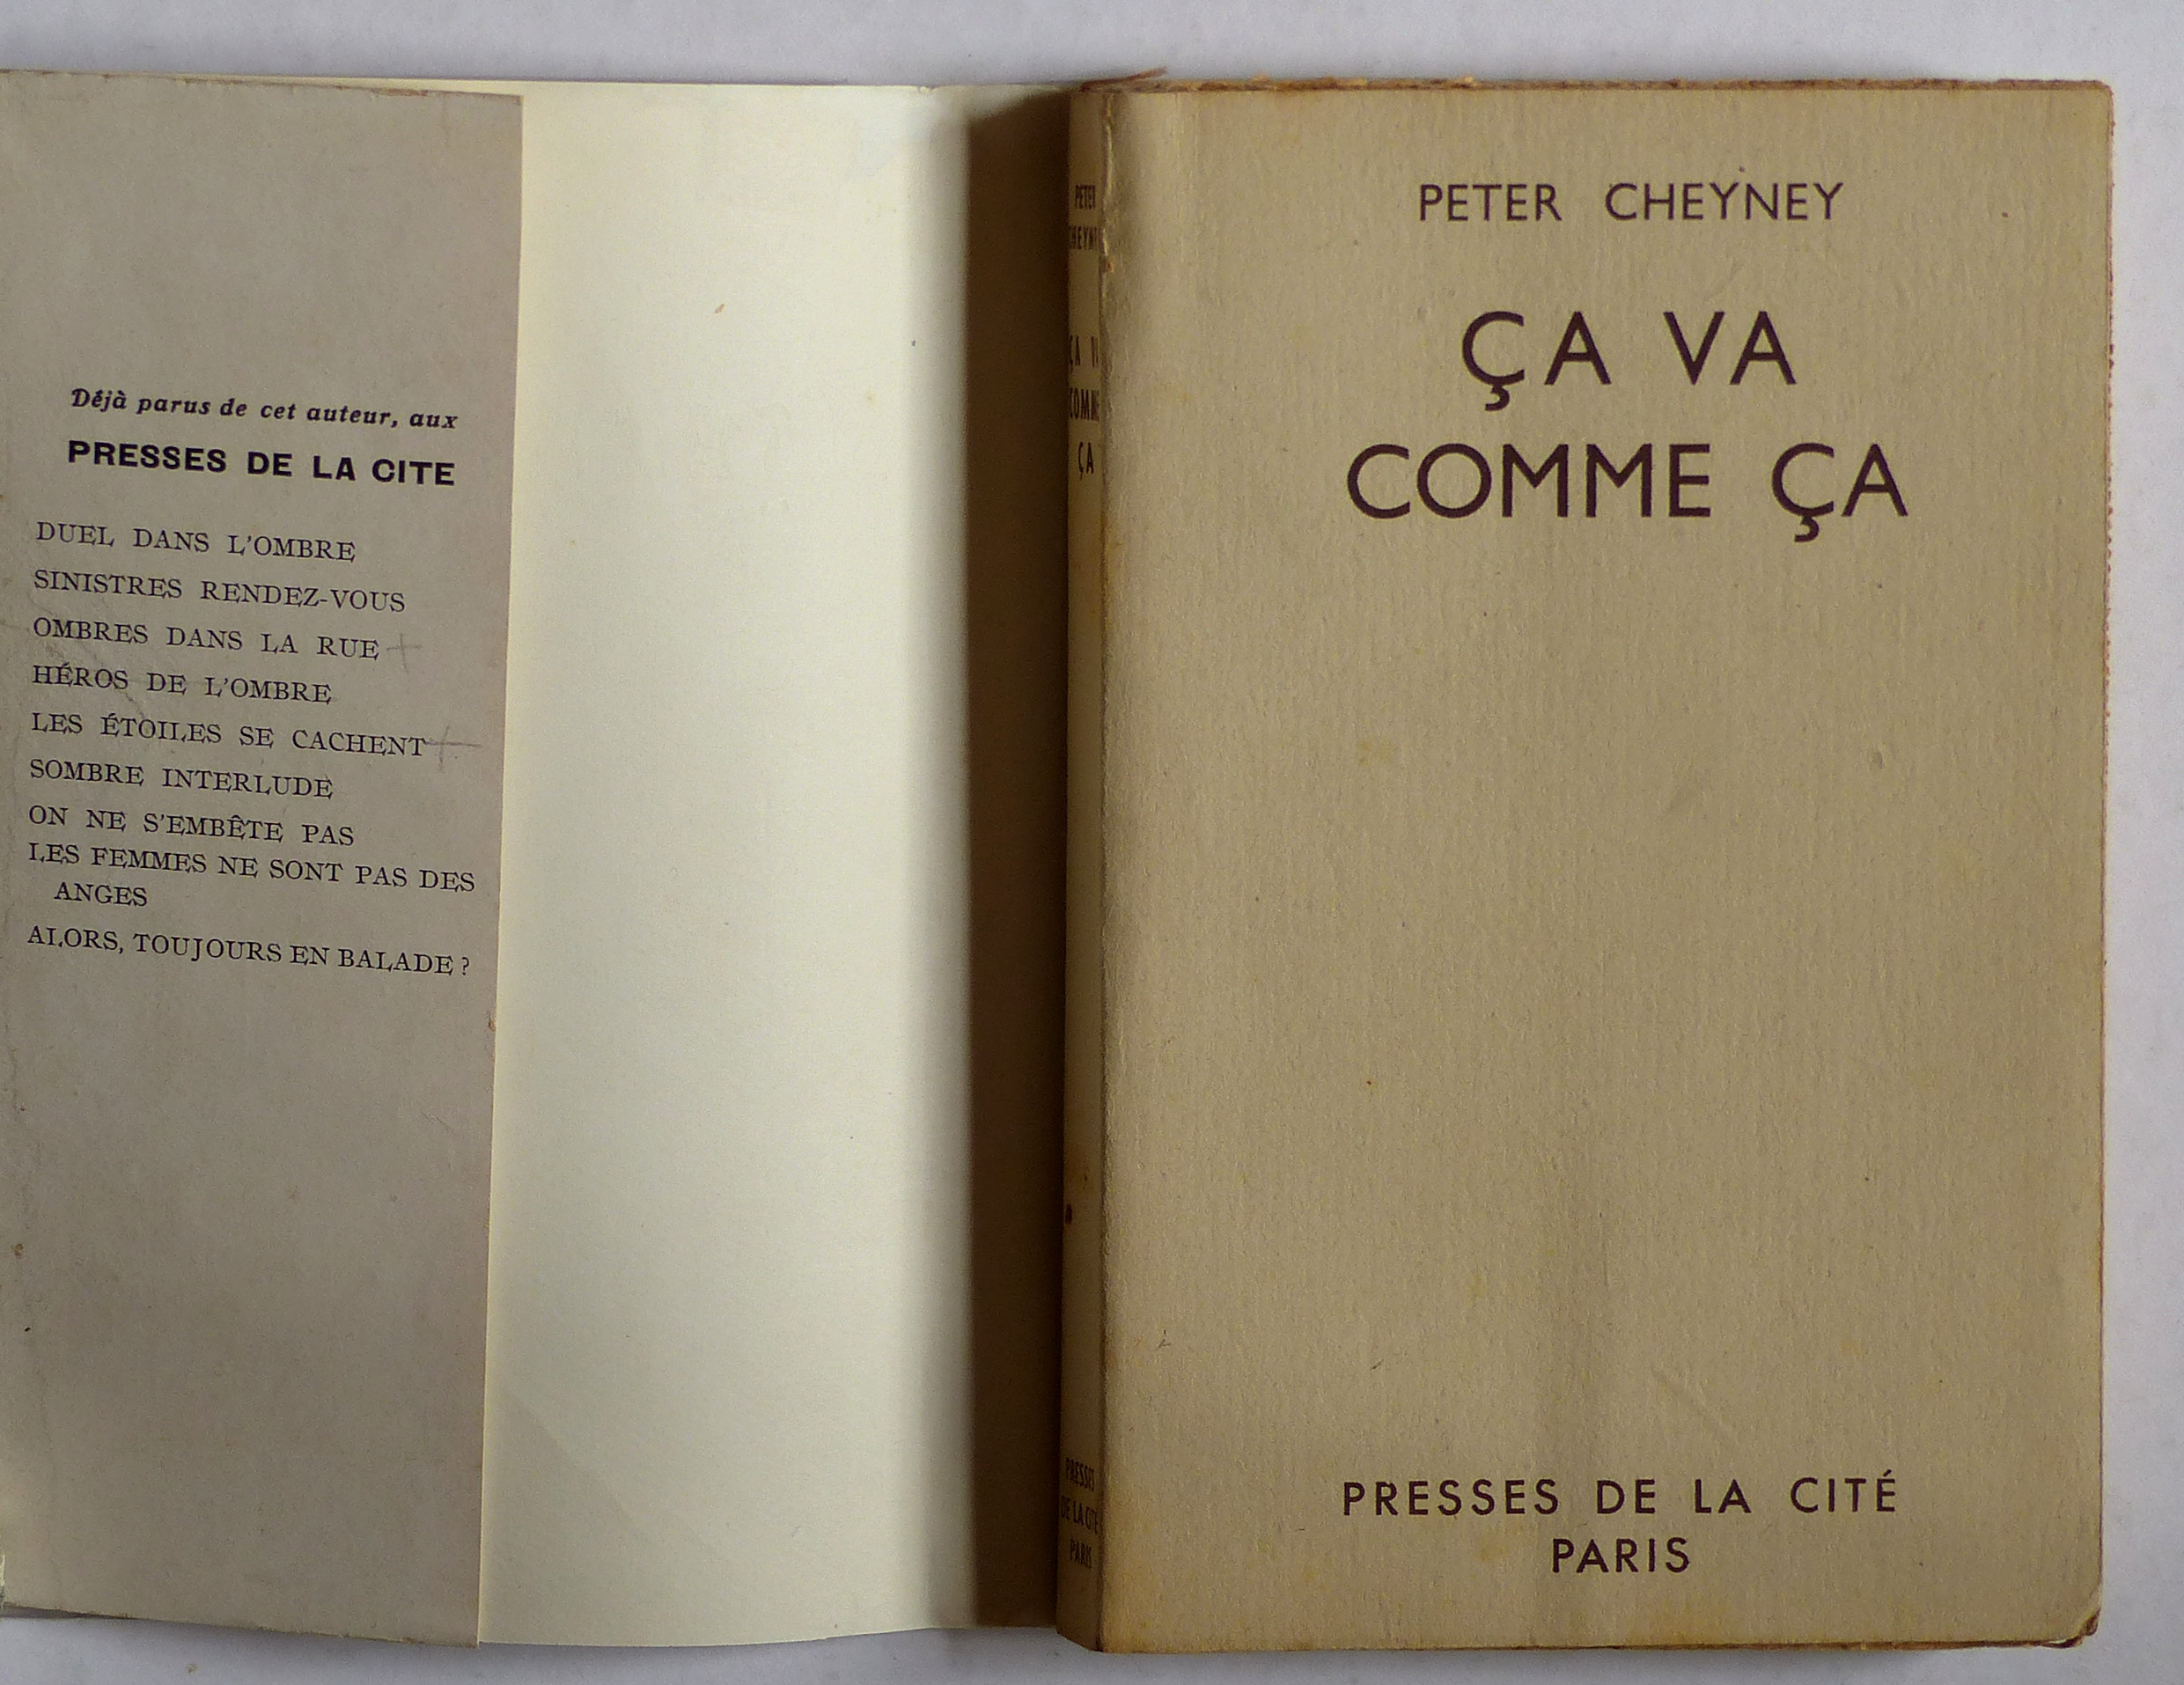 Déjà parus de cet auteur, aux
PRESSES DE LA CITE
DUEL DANS L'OMBRE
SINISTRES RENDEZ-VOUS
OMBRES DANS LA RUE
HÉROS DE L'OMBRE
LES ÉTOILES SE CACHENT
SOMBRE INTERLUDE
ON NE S'EMBÊTE PAS
LES FEMMES NE SONT PAS DES
ANGES
ALORS, TOUJOURS EN BALADE ?
PETER
CHEYNEY
ÇA VA
COMME
ÇA
PRESSES
DE LA CITÉ
PARIS
PETER CHEYNEY
ÇA VA
COMME ÇA
PRESSES DE LA CITÉ
PARIS